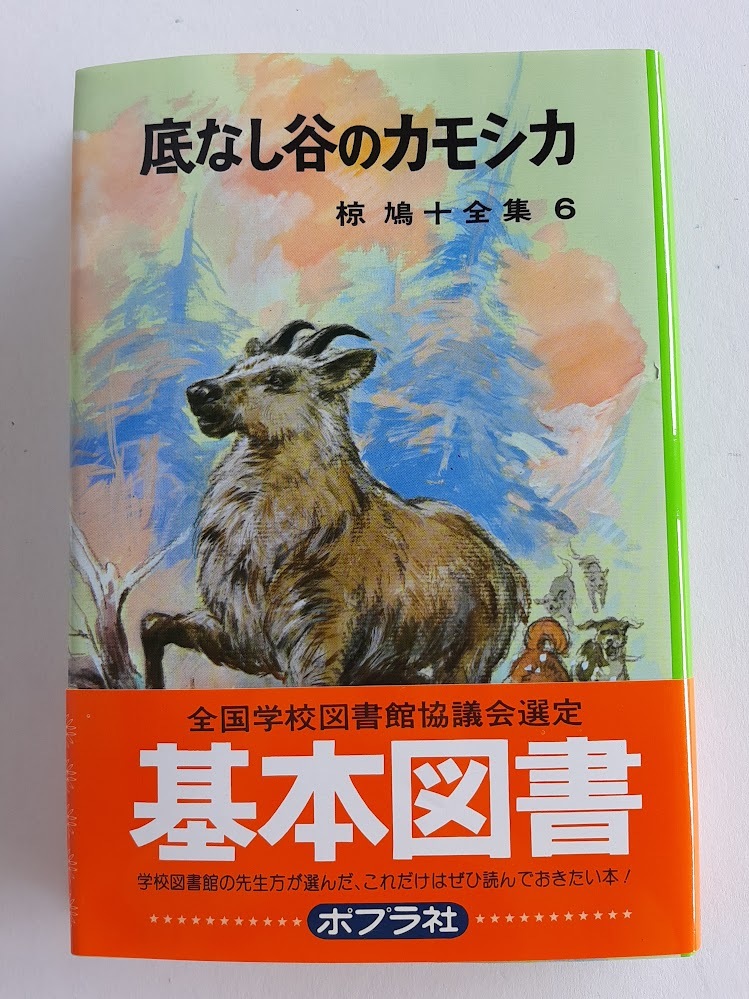 底なし谷のカモシカ
椋 鳩十全集 6
全国学校図書館協議会選定
基本図書
学校図書館の先生方が選んだ、これだけはぜひ読んでおきたい本!
ポプラ社